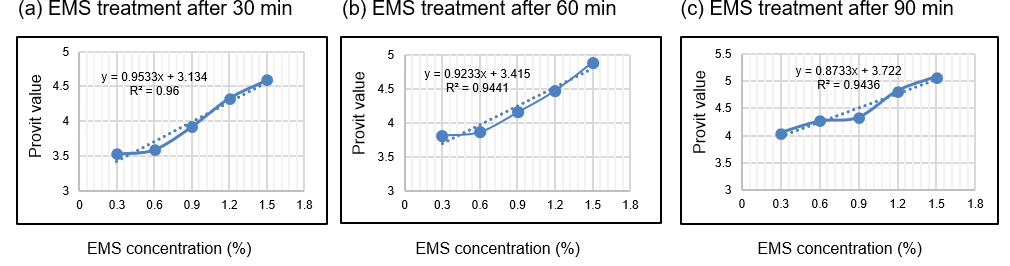 (a) EMS treatment after 30 min
5
4.5
4
3.5
3
y = 0.9533x + 3.134
R² = 0.96
Provit value
0 0.3 0.6 0.9 1.2 1.5 1.8
EMS concentration (%)
(b) EMS treatment after 60 min
5
4.5
4
3.5
3
y = 0.9233x + 3.415
R² = 0.9441
Provit value
0 0.3 0.6 0.9 1.2 1.5 1.8
EMS concentration (%)
(c) EMS treatment after 90 min
5.5
5
4.5
4
3.5
3
y = 0.8733x + 3.722
R² = 0.9436
Provit value
0 0.3 0.6 0.9 1.2 1.5 1.8
EMS concentration (%)